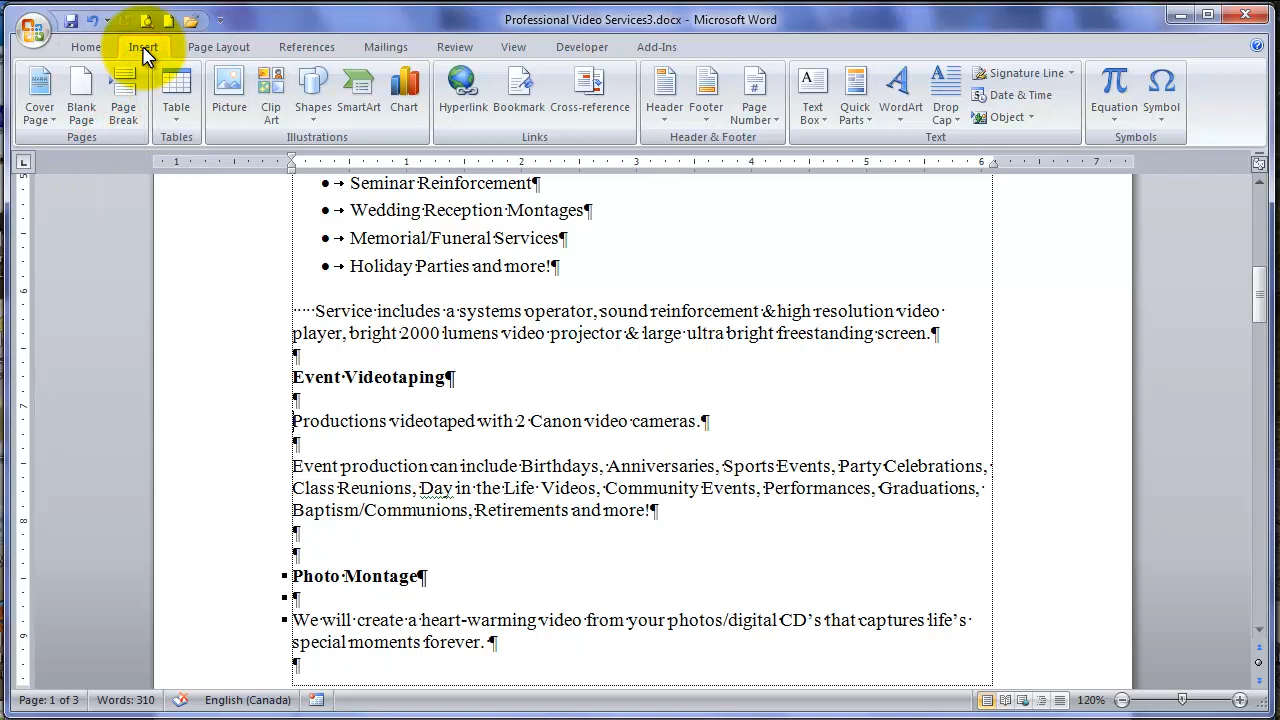 Professional Video Services3.docx - Microsoft Word
Home Insert Page Layout References Mailings Review View Developer Add-Ins
Cover Page Blank Page Page Break Table Picture Clip Art Shapes SmartArt Chart Hyperlink Bookmark Cross-reference Header Footer Page Number Text Box Quick Parts WordArt Drop Cap Signature Line Date & Time Object Equation Symbol
Pages Tables Illustrations Links Header & Footer Text Symbols
1 1 2 3 4 5 6 7
Seminar Reinforcement¶
Wedding Reception Montages¶
Memorial/Funeral Services¶
Holiday Parties and more!¶
Service includes a systems operator, sound reinforcement & high resolution video
player, bright 2000 lumens video projector & large ultra bright freestanding screen.¶
¶
Event Videotaping¶
¶
Productions videotaped with 2 Canon video cameras.¶
¶
Event production can include Birthdays, Anniversaries, Sports Events, Party Celebrations,
Class Reunions, Day in the Life Videos, Community Events, Performances, Graduations,
Baptism/Communions, Retirements and more!¶
¶
¶
Photo Montage¶
¶
We will create a heart-warming video from your photos/digital CD's that captures life's
special moments forever. ¶
¶
Page: 1 of 3 Words: 310 English (Canada) 120%